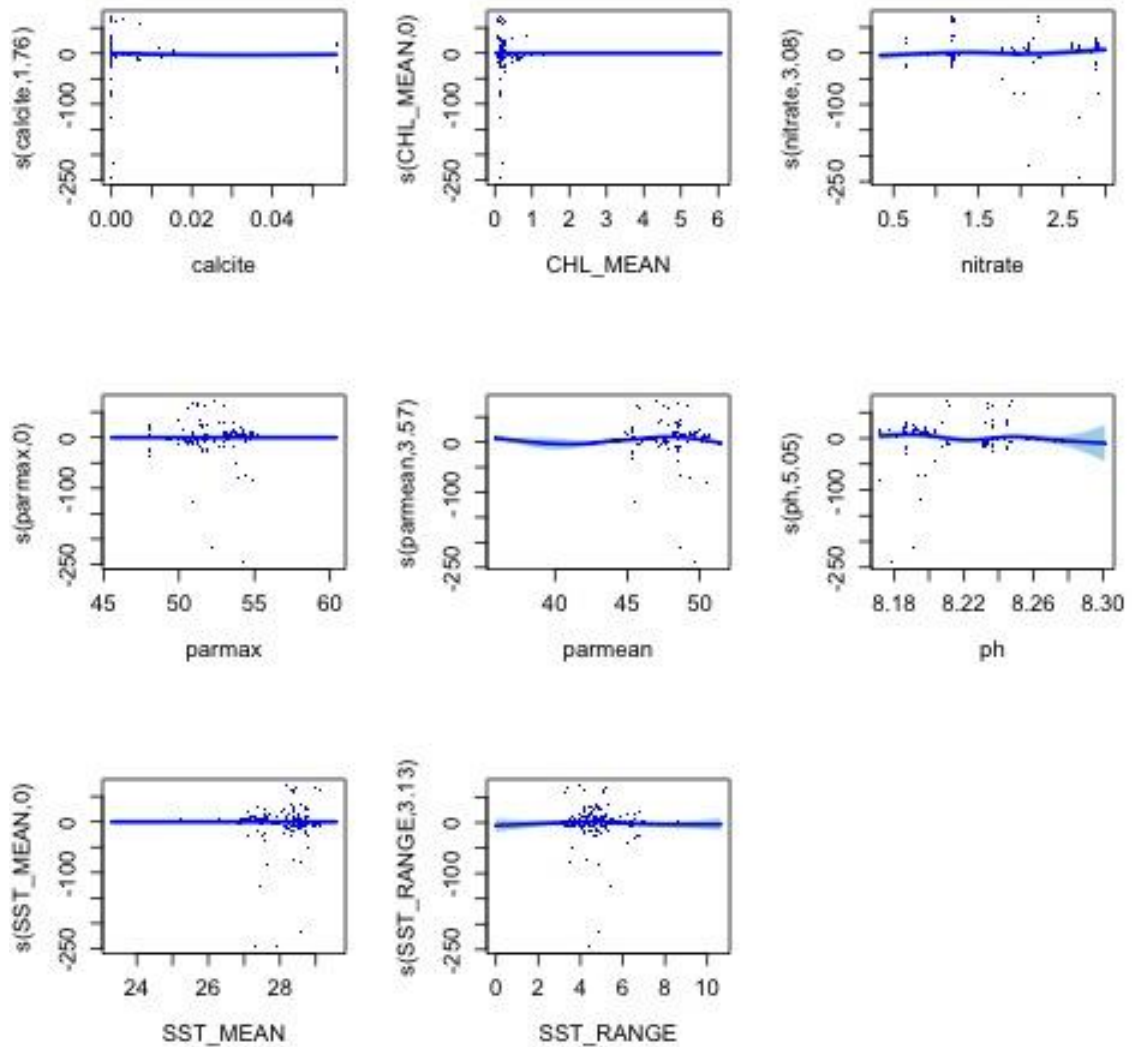 s(calcite,1.76)
0
-100
-250
0.00 0.02 0.04
calcite
s(CHL_MEAN,0)
0
-100
-250
0 1 2 3 4 5 6
CHL_MEAN
s(nitrate,3.08)
0
-100
-250
0.5 1.5 2.5
nitrate
s(parmax,0)
0
-100
-250
45 50 55 60
parmax
s(parmean,3.57)
0
-100
-250
40 45 50
parmean
s(ph,5.05)
0
-100
-250
8.18 8.22 8.26 8.30
ph
s(SST_MEAN,0)
0
-100
-250
24 26 28
SST_MEAN
s(SST_RANGE,3.13)
0
-100
-250
0 2 4 6 8 10
SST_RANGE